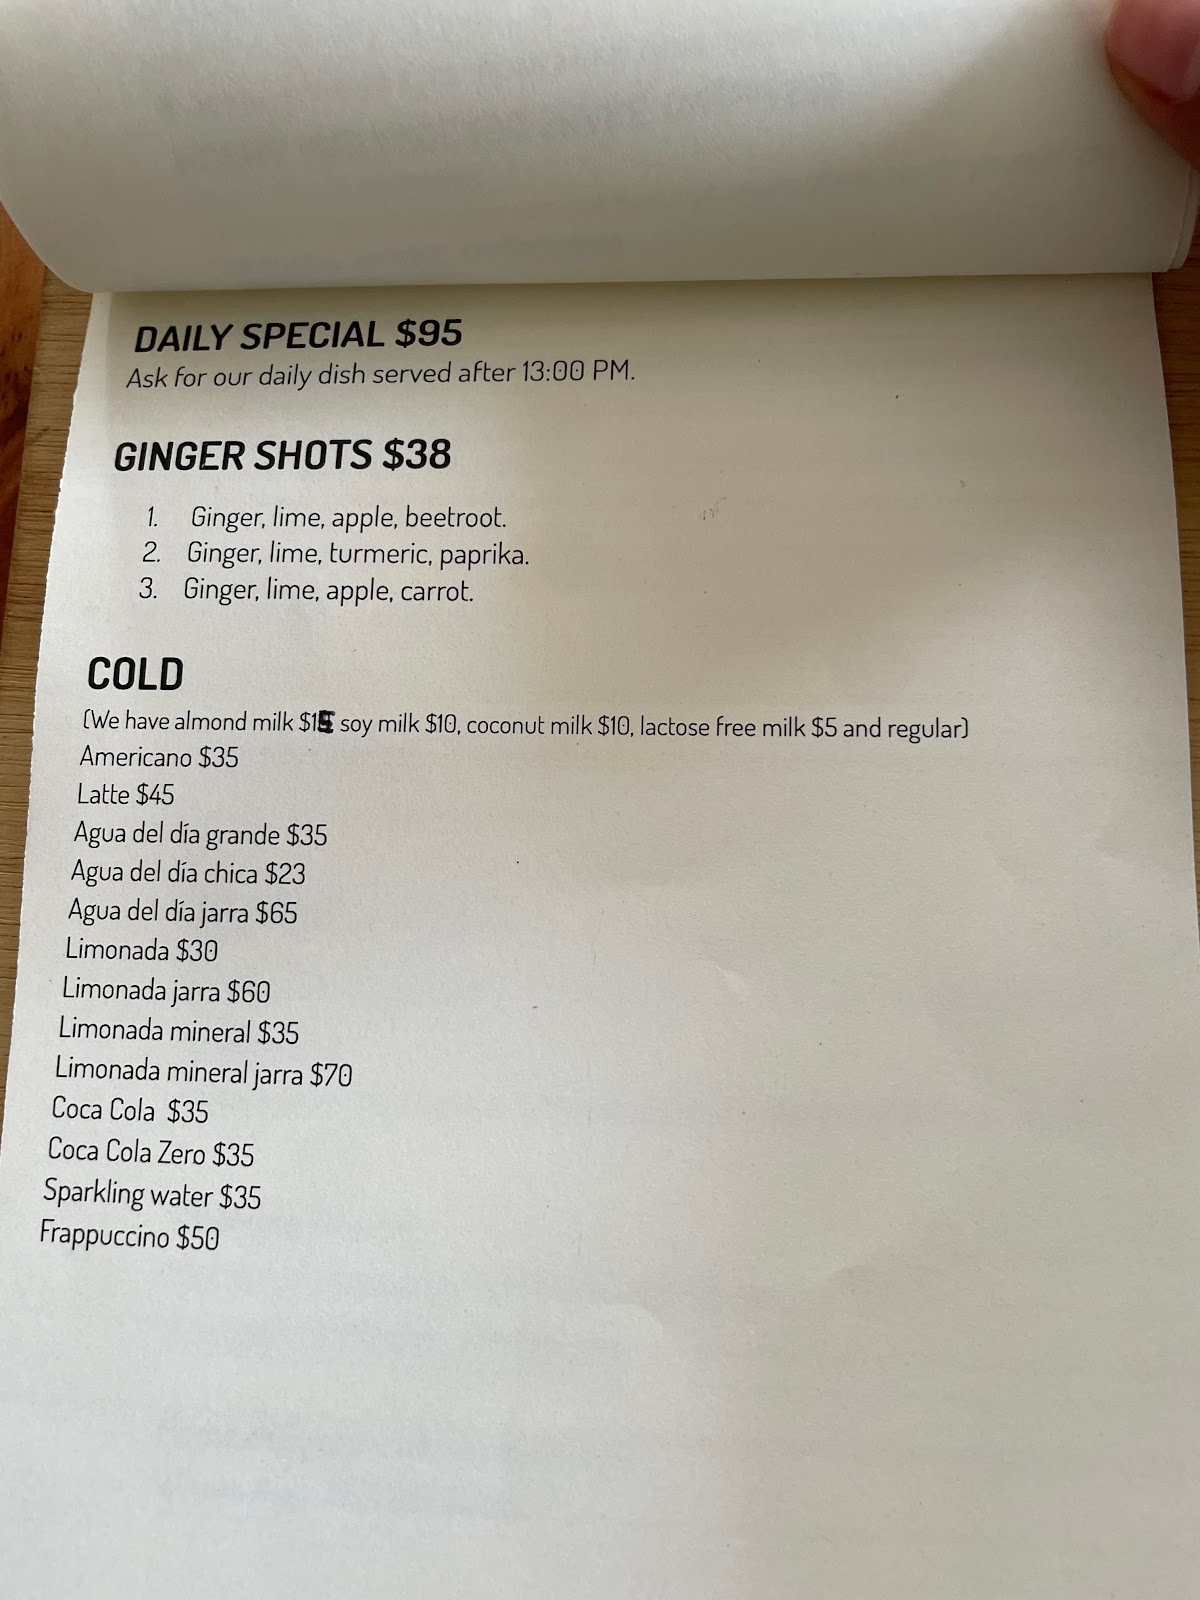 DAILY SPECIAL $95
Ask for our daily dish served after 13:00 PM.
GINGER SHOTS $38
1. Ginger, lime, apple, beetroot.
2. Ginger, lime, turmeric, paprika.
3. Ginger, lime, apple, carrot.
COLD
(We have almond milk $15 soy milk $10, coconut milk $10, lactose free milk $5 and regular)
Americano $35
Latte $45
Agua del día grande $35
Agua del día chica $23
Agua del día jarra $65
Limonada $30
Limonada jarra $60
Limonada mineral $35
Limonada mineral jarra $70
Coca Cola $35
Coca Cola Zero $35
Sparkling water $35
Frappuccino $50